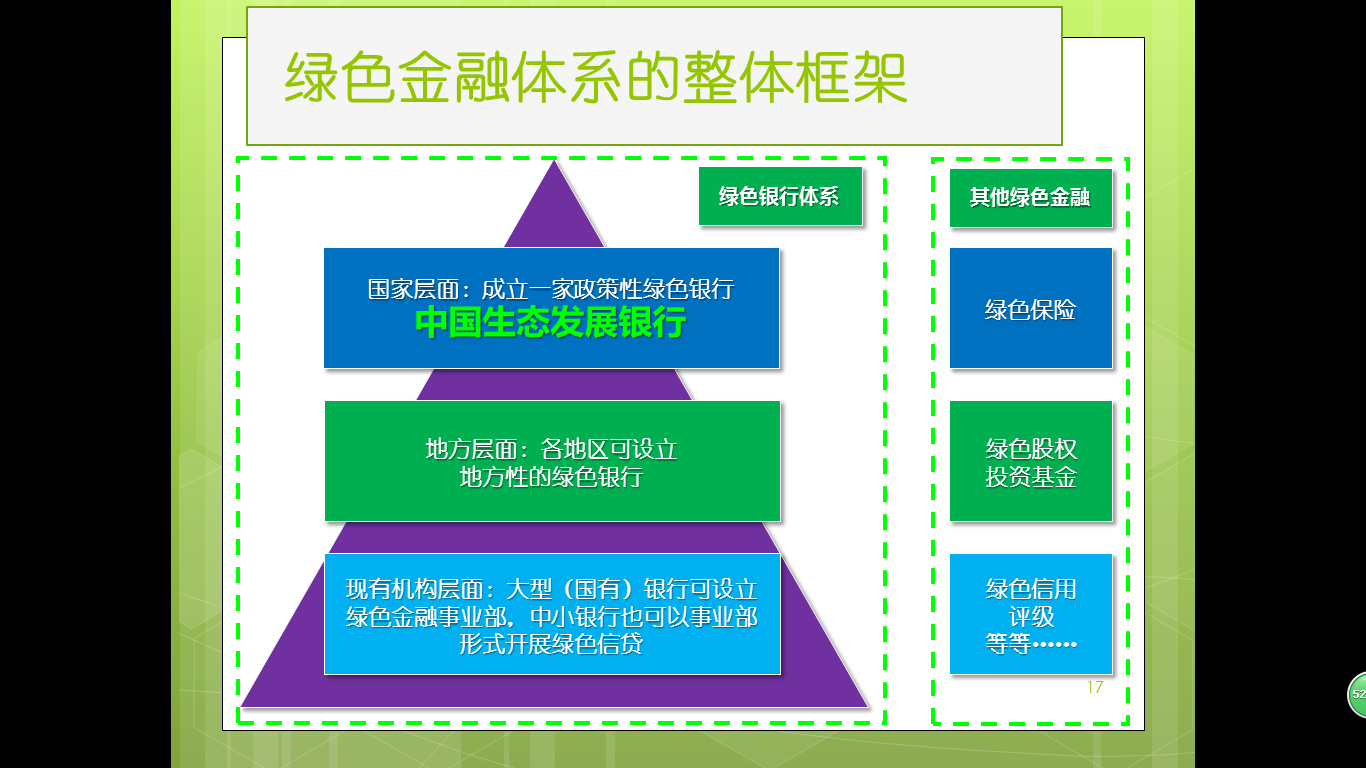 绿色金融体系的整体框架
绿色银行体系
国家层面：成立一家政策性绿色银行
中国生态发展银行
地方层面：各地区可设立
地方性的绿色银行
现有机构层面：大型（国有）银行可设立
绿色金融事业部，中小银行也可以事业部
形式开展绿色信贷
其他绿色金融
绿色保险
绿色股权
投资基金
绿色信用
评级
等等……
17
52